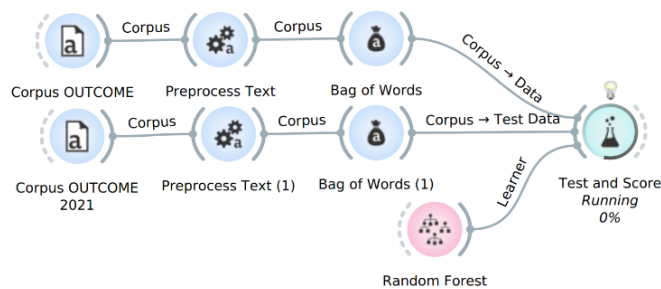 Corpus
Corpus
Corpus → Data
Corpus OUTCOME
Preprocess Text
Bag of Words
Corpus
Corpus
Corpus → Test Data
Corpus OUTCOME
2021
Preprocess Text (1)
Bag of Words (1)
Learner
Test and Score
Running
0%
Random Forest